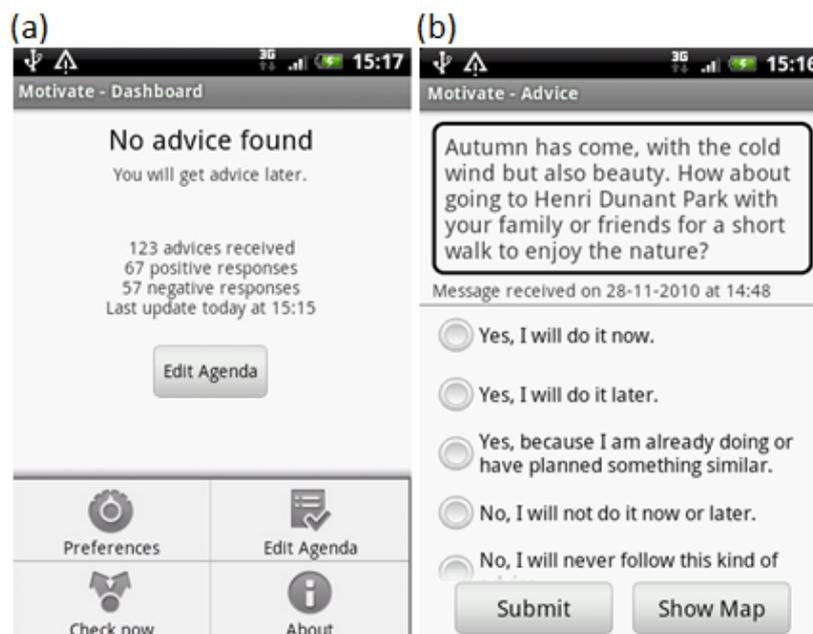 (a)
3G 15:17
Motivate - Dashboard
No advice found
You will get advice later.
123 advices received
67 positive responses
57 negative responses
Last update today at 15:15
Edit Agenda
Preferences
Edit Agenda
Check now
About
(b)
3G 15:16
Motivate - Advice
Autumn has come, with the cold
wind but also beauty. How about
going to Henri Dunant Park with
your family or friends for a short
walk to enjoy the nature?
Message received on 28-11-2010 at 14:48
Yes, I will do it now.
Yes, I will do it later.
Yes, because I am already doing or
have planned something similar.
No, I will not do it now or later.
No, I will never follow this kind of
Submit
Show Map